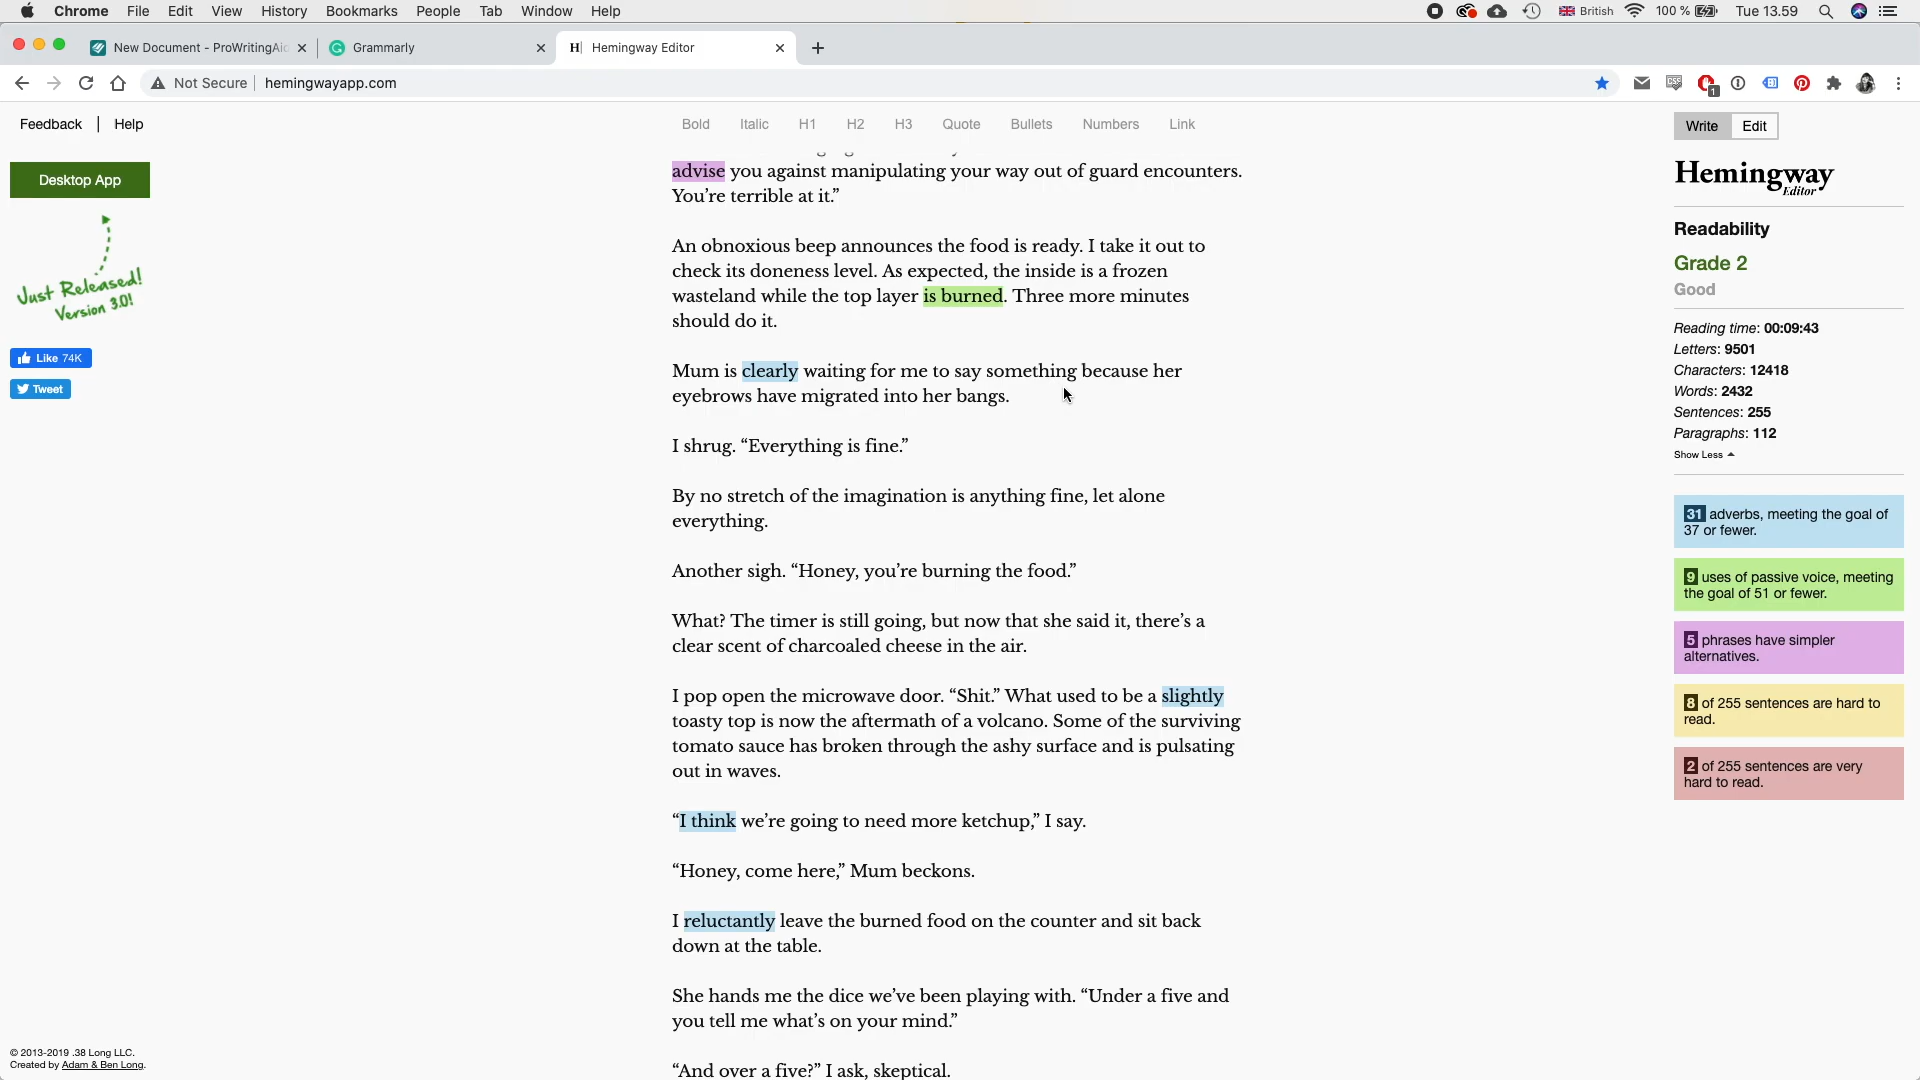 Chrome File Edit View History Bookmarks People Tab Window Help
British 100 % Tue 13.59
New Document - ProWritingAid
Grammarly
H Hemingway Editor
Not Secure hemingwayapp.com
1
Feedback | Help
Bold Italic H1 H2 H3 Quote Bullets Numbers Link
Write Edit
Desktop App
Just Released!
Version 3.0!
Like 74K
Tweet
advise you against manipulating your way out of guard encounters.
You’re terrible at it.”
An obnoxious beep announces the food is ready. I take it out to
check its doneness level. As expected, the inside is a frozen
wasteland while the top layer is burned. Three more minutes
should do it.
Mum is clearly waiting for me to say something because her
eyebrows have migrated into her bangs.
I shrug. “Everything is fine.”
By no stretch of the imagination is anything fine, let alone
everything.
Another sigh. “Honey, you’re burning the food.”
What? The timer is still going, but now that she said it, there’s a
clear scent of charcoaled cheese in the air.
I pop open the microwave door. “Shit.” What used to be a slightly
toasty top is now the aftermath of a volcano. Some of the surviving
tomato sauce has broken through the ashy surface and is pulsating
out in waves.
“I think we’re going to need more ketchup,” I say.
“Honey, come here,” Mum beckons.
I reluctantly leave the burned food on the counter and sit back
down at the table.
She hands me the dice we’ve been playing with. “Under a five and
you tell me what’s on your mind.”
“And over a five?” I ask, skeptical.
Hemingway
Editor
Readability
Grade 2
Good
Reading time: 00:09:43
Letters: 9501
Characters: 12418
Words: 2432
Sentences: 255
Paragraphs: 112
Show Less
31 adverbs, meeting the goal of
37 or fewer.
9 uses of passive voice, meeting
the goal of 51 or fewer.
5 phrases have simpler
alternatives.
8 of 255 sentences are hard to
read.
2 of 255 sentences are very
hard to read.
© 2013-2019 .38 Long LLC.
Created by Adam & Ben Long.